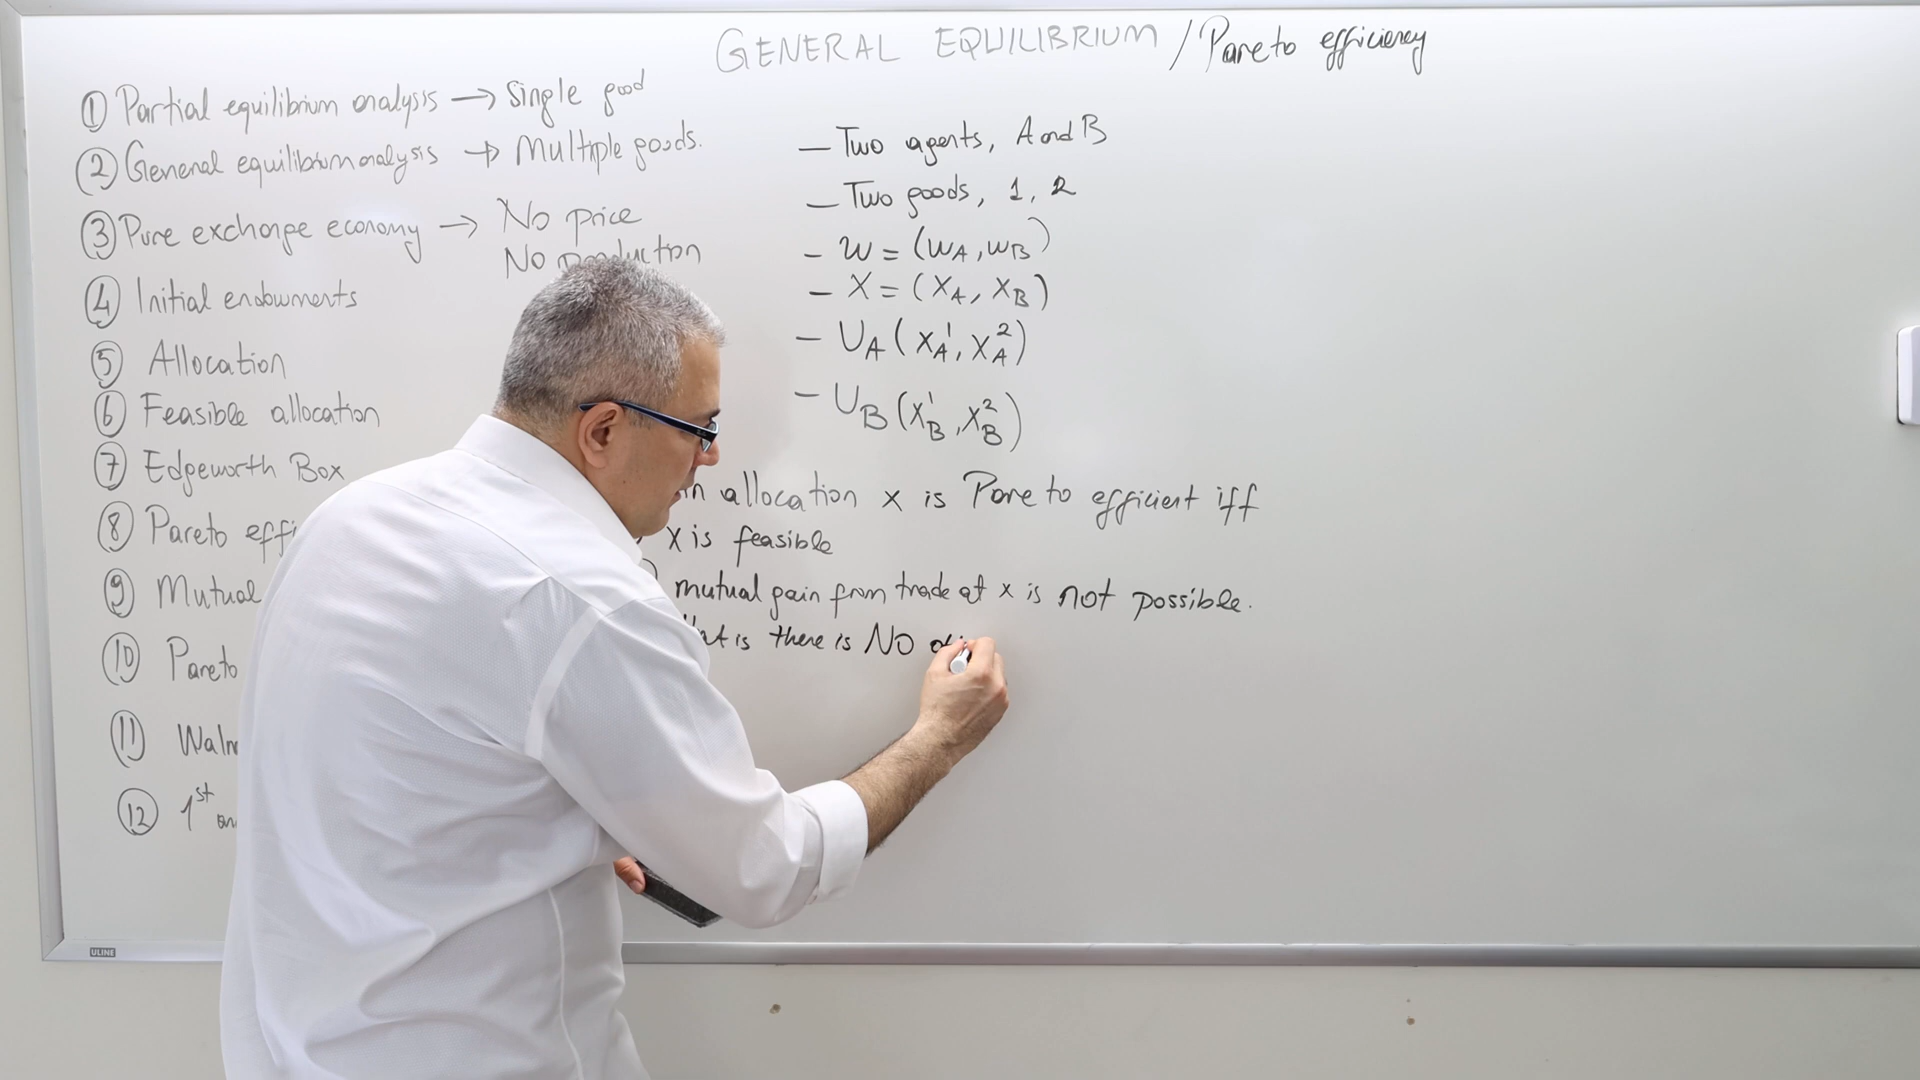 GENERAL EQUILIBRIUM / Pareto efficiency
① Partial equilibrium analysis → Single good
② General equilibrium analysis → Multiple goods.
③ Pure exchange economy → No price
No production
④ Initial endowments
⑤ Allocation
⑥ Feasible allocation
⑦ Edgeworth Box
⑧ Pareto effi
⑨ Mutual
⑩ Pareto
⑪
⑫ 1st
– Two agents, A and B
– Two goods, 1, 2
– w = (wA, wB)
– X = (XA, XB)
– UA(XA¹, XA²)
– UB(XB¹, XB²)
allocation x is Pareto efficient iff
x is feasible
mutual gain from trade at x is not possible.
is there is NO
ULINE